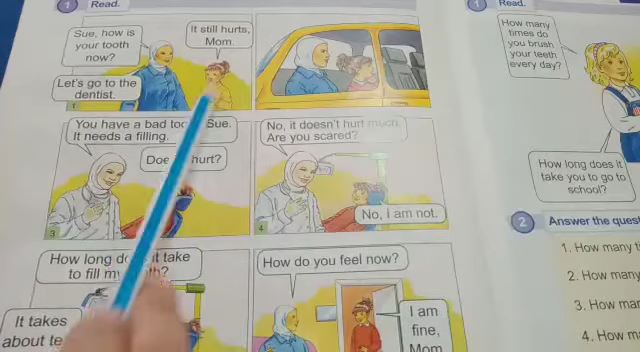 1 Read.
Sue, how is
your tooth
now?
It still hurts,
Mom.
Let's go to the
dentist.
1
You have a bad Sue.
It needs a filling.
hurt?
3
No, it doesn't hurt much.
Are you scared?
No, I am not.
4
How long it take
to fill
It takes
about
How do you feel now?
I am
fine,
Mom
1 Read.
How many
times do
you brush
your teeth
every day?
How long does it
take you to go to
school?
2 Answer the
1. How many
2. How many
3. How
4. How